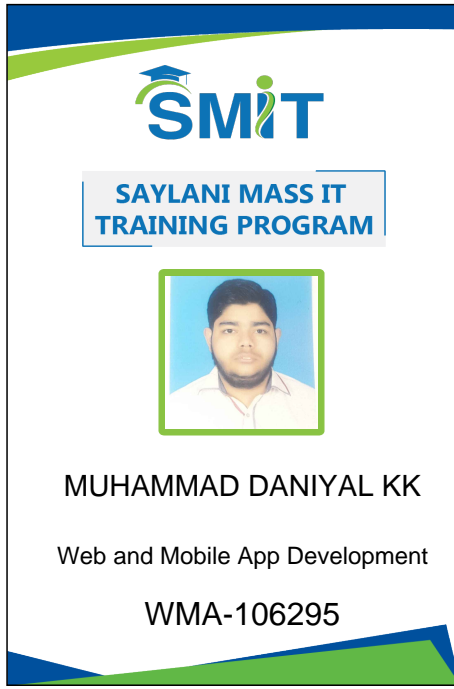 SMIT
SAYLANI MASS IT
TRAINING PROGRAM
MUHAMMAD DANIYAL KK
Web and Mobile App Development
WMA-106295